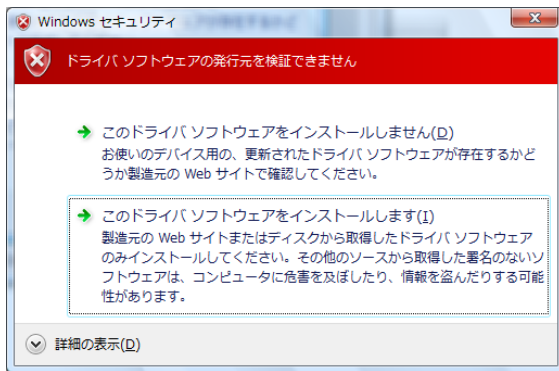 Windows セキュリティ
ドライバ ソフトウェアの発行元を検証できません
このドライバ ソフトウェアをインストールしません(D)
お使いのデバイス用の、更新されたドライバ ソフトウェアが存在するかど
うか製造元の Web サイトで確認してください。
このドライバ ソフトウェアをインストールします(I)
製造元の Web サイトまたはディスクから取得したドライバ ソフトウェア
のみインストールしてください。その他のソースから取得した署名のないソ
フトウェアは、コンピュータに危害を及ぼしたり、情報を盗んだりする可能
性があります。
詳細の表示(D)